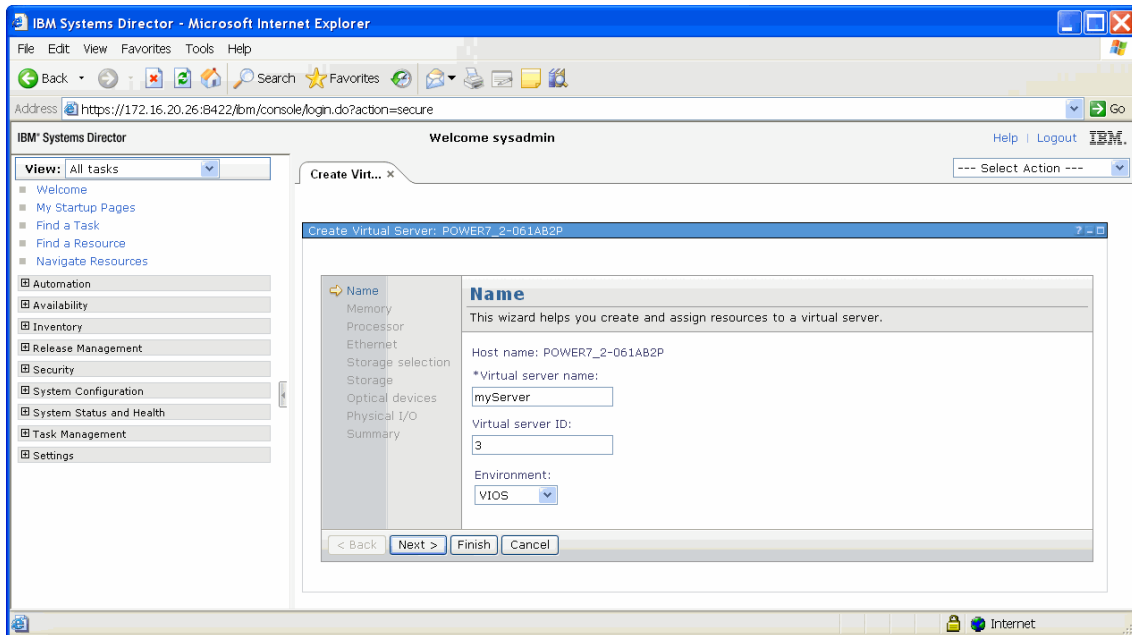 IBM Systems Director - Microsoft Internet Explorer
File Edit View Favorites Tools Help
Back Search Favorites
Address https://172.16.20.26:8422/ibm/console/login.do?action=secure Go
IBM® Systems Director Welcome sysadmin Help | Logout IBM.
View: All tasks Create Virt... × --- Select Action ---
Welcome
My Startup Pages
Find a Task
Find a Resource
Navigate Resources
Automation
Availability
Inventory
Release Management
Security
System Configuration
System Status and Health
Task Management
Settings
Create Virtual Server: POWER7_2-061AB2P
Name
Memory
Processor
Ethernet
Storage selection
Storage
Optical devices
Physical I/O
Summary
Name
This wizard helps you create and assign resources to a virtual server.
Host name: POWER7_2-061AB2P
*Virtual server name:
myServer
Virtual server ID:
3
Environment:
VIOS
< Back Next > Finish Cancel
Internet